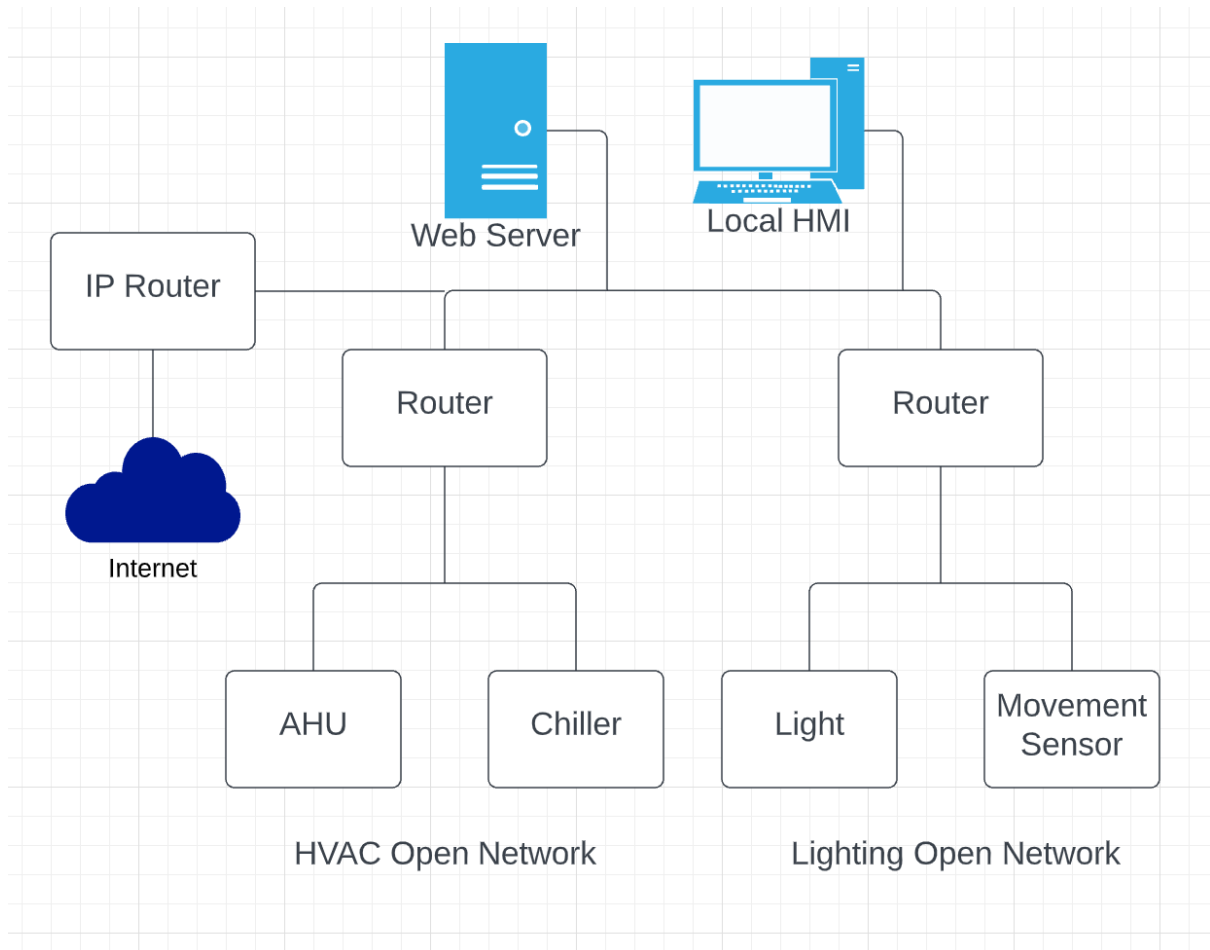 Web Server
Local HMI
IP Router
Router
Router
Internet
AHU
Chiller
Light
Movement
Sensor
HVAC Open Network
Lighting Open Network